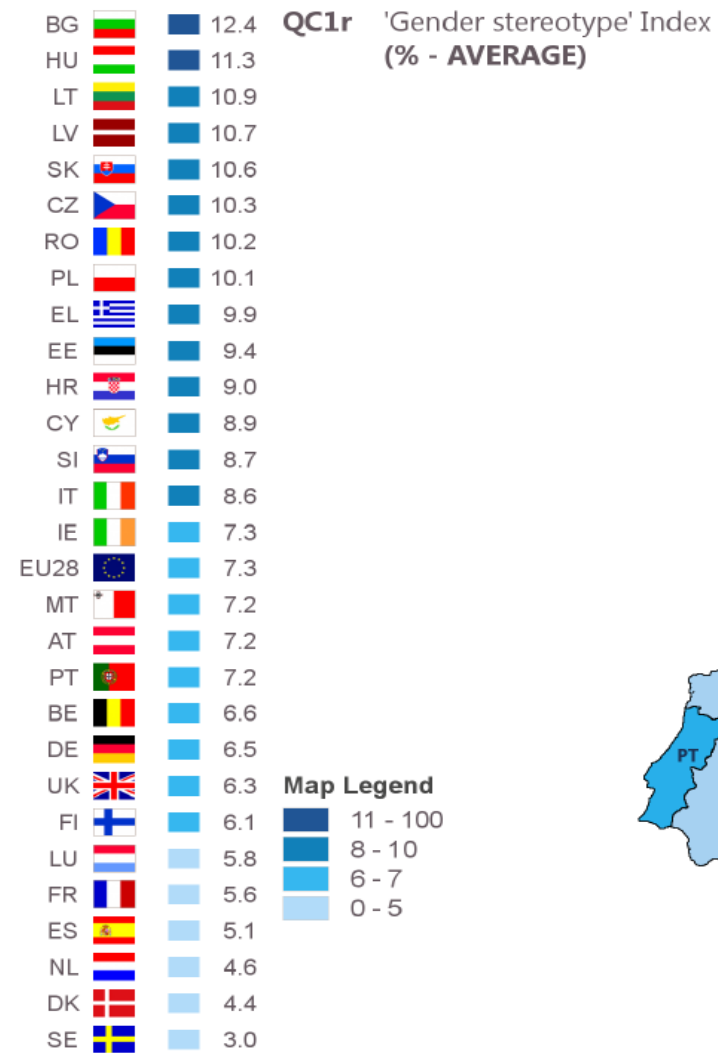 QC1r 'Gender stereotype' Index
(% - AVERAGE)
BG 12.4
HU 11.3
LT 10.9
LV 10.7
SK 10.6
CZ 10.3
RO 10.2
PL 10.1
EL 9.9
EE 9.4
HR 9.0
CY 8.9
SI 8.7
IT 8.6
IE 7.3
EU28 7.3
MT 7.2
AT 7.2
PT 7.2
BE 6.6
DE 6.5
UK 6.3
FI 6.1
LU 5.8
FR 5.6
ES 5.1
NL 4.6
DK 4.4
SE 3.0
Map Legend
11 - 100
8 - 10
6 - 7
0 - 5
PT